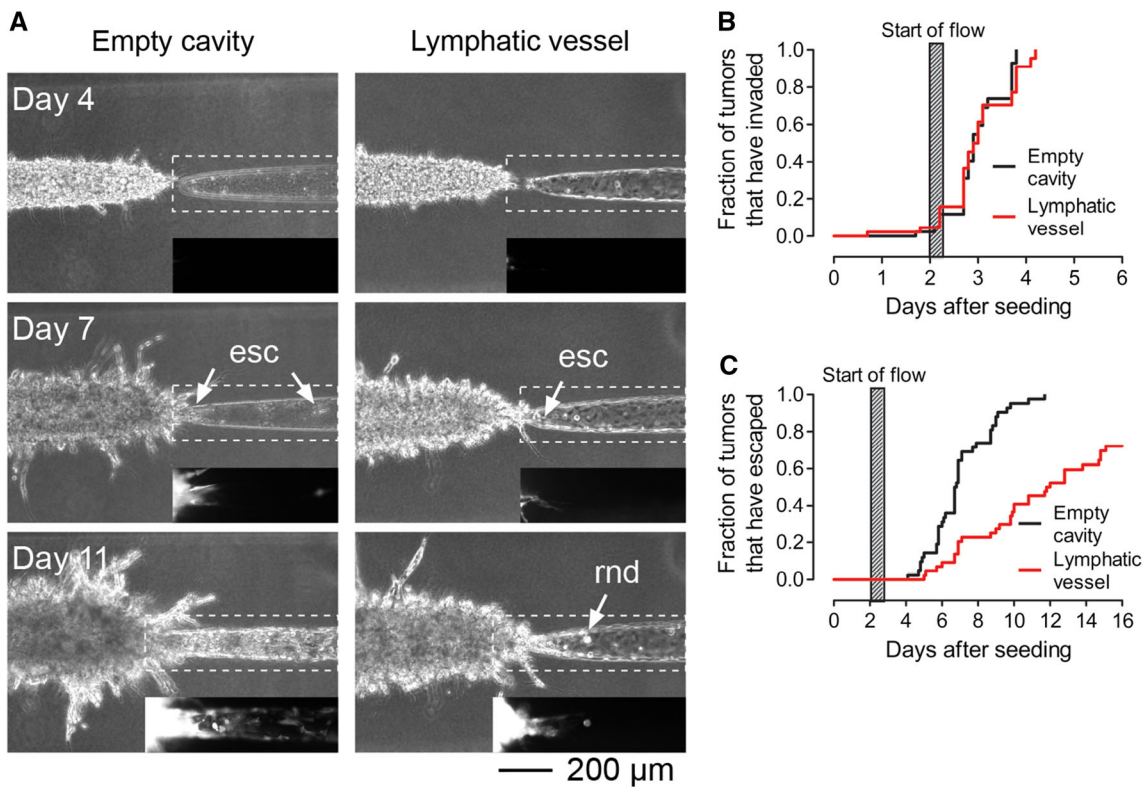 A
Empty cavity
Lymphatic vessel
Day 4
Day 7
esc
esc
Day 11
rnd
200 µm
B
Start of flow
Fraction of tumors
that have invaded
1.0
0.8
0.6
0.4
0.2
0.0
Empty
cavity
Lymphatic
vessel
0 1 2 3 4 5 6
Days after seeding
C
Start of flow
Fraction of tumors
that have escaped
1.0
0.8
0.6
0.4
0.2
0.0
Empty
cavity
Lymphatic
vessel
0 2 4 6 8 10 12 14 16
Days after seeding